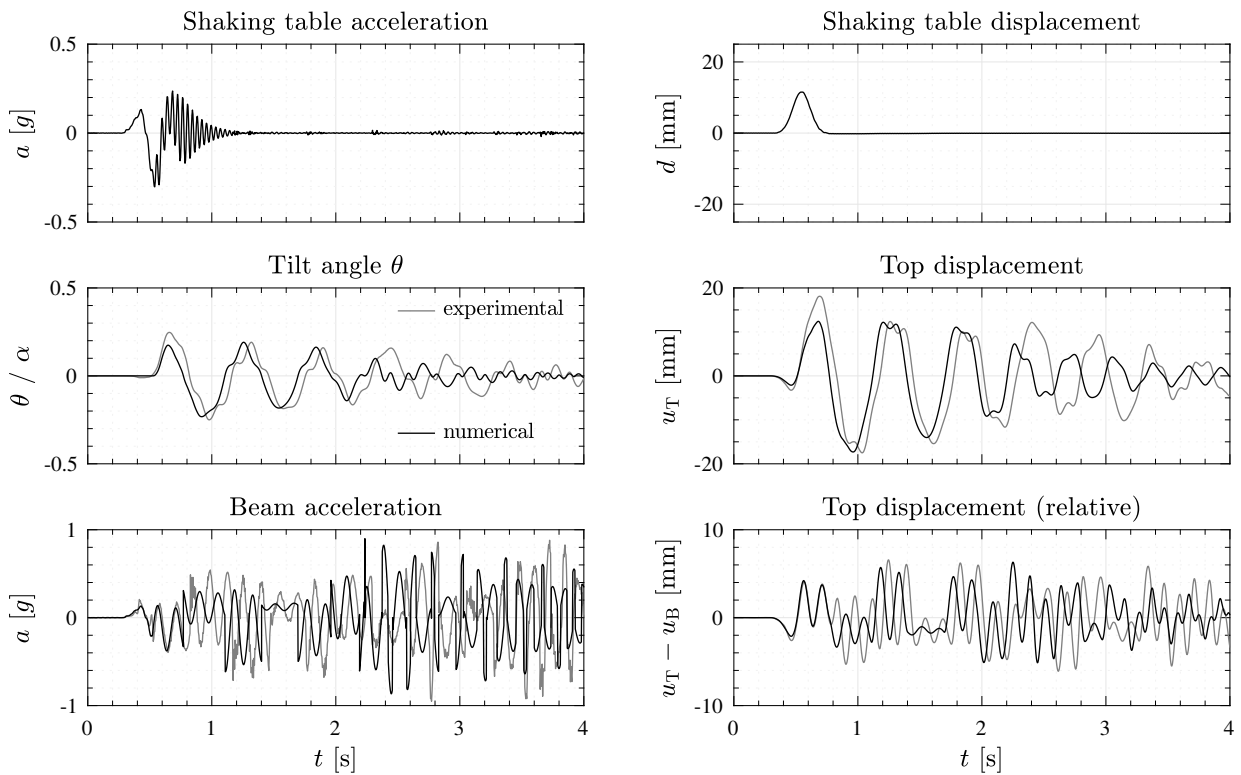 Shaking table acceleration
0.5
0
-0.5
a [g]
Shaking table displacement
20
0
-20
d [mm]
Tilt angle θ
0.5
0
-0.5
θ / α
experimental
numerical
Top displacement
20
0
-20
u_T [mm]
Beam acceleration
1
0
-1
a [g]
0 1 2 3 4
t [s]
Top displacement (relative)
10
0
-10
u_T − u_B [mm]
0 1 2 3 4
t [s]